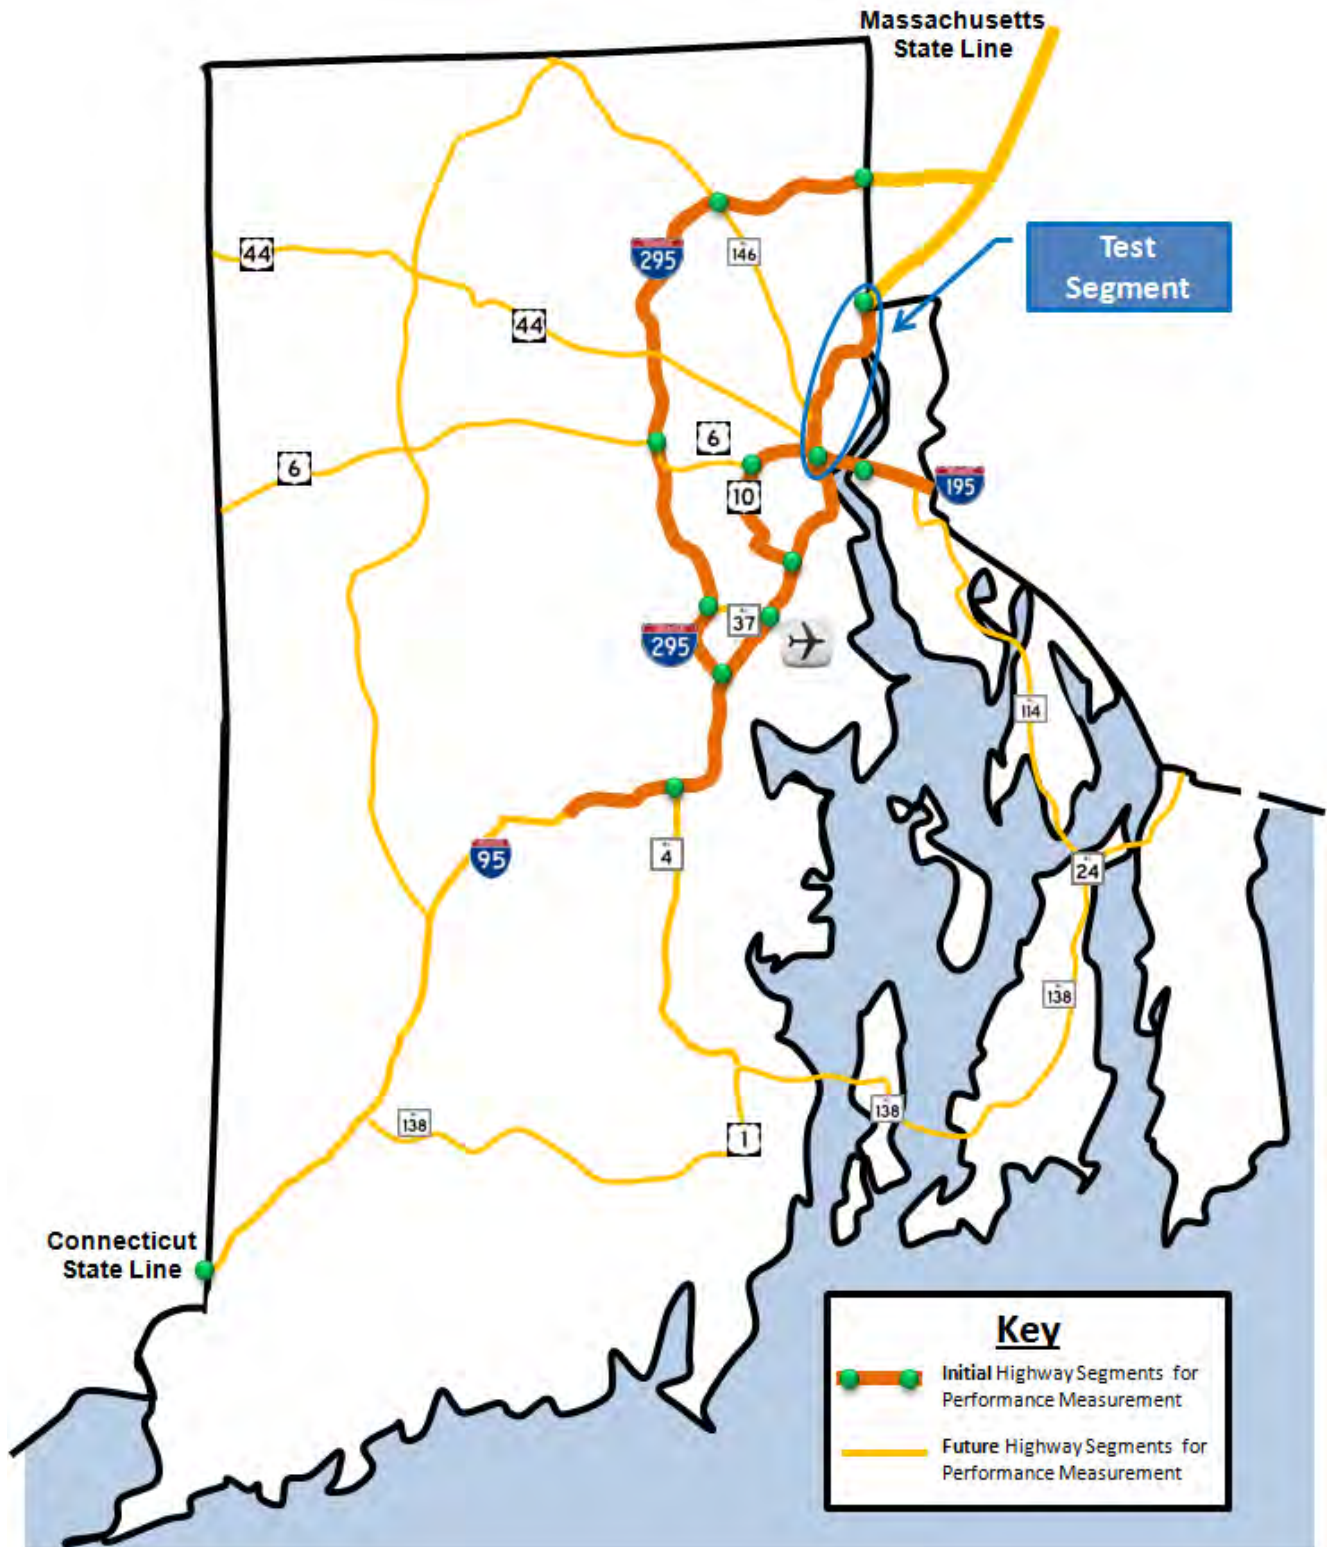 Massachusetts
State Line
Test
Segment
295
146
44
44
6
6
10
195
37
295
114
95
4
24
138
138
138
1
Connecticut
State Line
Key
Initial Highway Segments for
Performance Measurement
Future Highway Segments for
Performance Measurement